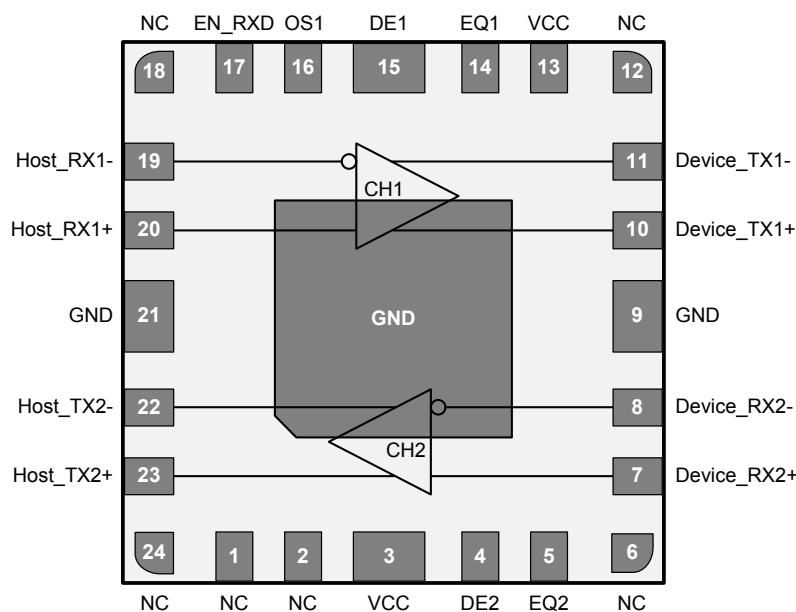 NC EN_RXD OS1 DE1 EQ1 VCC NC
18 17 16 15 14 13 12
Host_RX1- 19 11 Device_TX1-
CH1
Host_RX1+ 20 10 Device_TX1+
GND 21 GND 9 GND
Host_TX2- 22 8 Device_RX2-
CH2
Host_TX2+ 23 7 Device_RX2+
24 1 2 3 4 5 6
NC NC NC VCC DE2 EQ2 NC